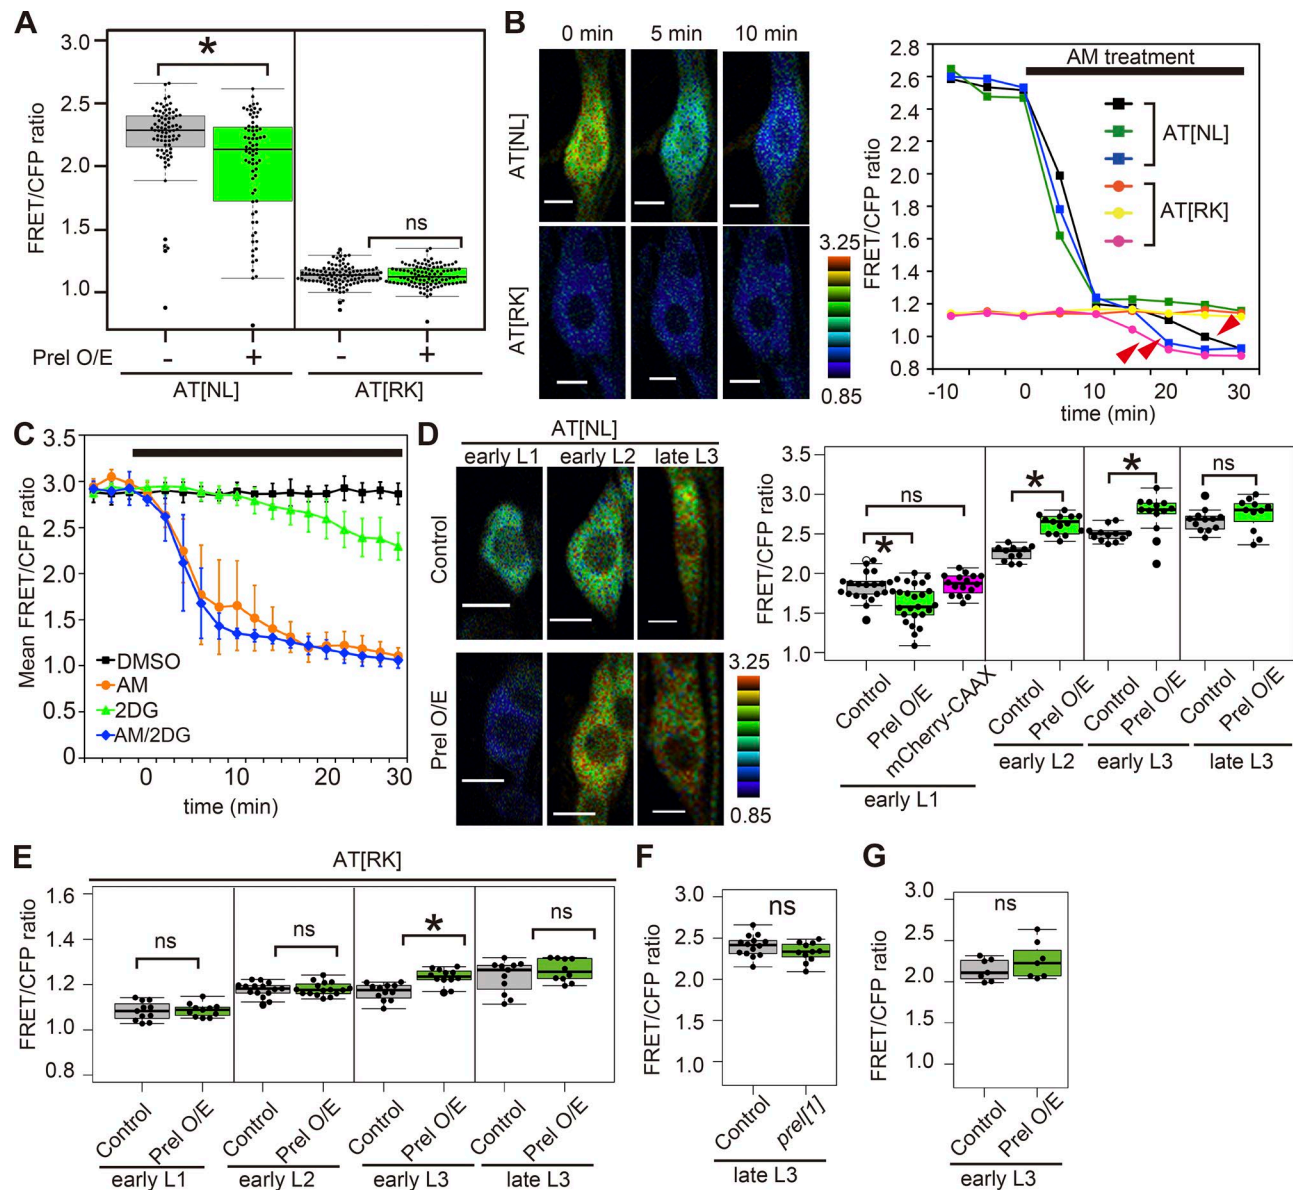 A
FRET/CFP ratio
3.0
2.5
2.0
1.5
1.0
*
ns
Prel O/E
- + - +
AT[NL] AT[RK]
B
0 min 5 min 10 min
AT[NL]
AT[RK]
3.25
0.85
FRET/CFP ratio
2.8
2.6
2.4
2.2
2.0
1.8
1.6
1.4
1.2
1.0
0.8
AM treatment
AT[NL]
AT[RK]
-10 0 10 20 30
time (min)
C
Mean FRET/CFP ratio
3.5
3.0
2.5
2.0
1.5
1.0
0.5
0
DMSO
AM
2DG
AM/2DG
0 10 20 30
time (min)
D
AT[NL]
early L1 early L2 late L3
Control
Prel O/E
3.25
0.85
FRET/CFP ratio
3.5
3.0
2.5
2.0
1.5
1.0
ns
*
*
*
ns
Control Prel O/E mCherry-CAAX Control Prel O/E Control Prel O/E Control Prel O/E
early L1 early L2 early L3 late L3
E
AT[RK]
FRET/CFP ratio
1.6
1.4
1.2
1.0
0.8
ns ns * ns
Control Prel O/E Control Prel O/E Control Prel O/E Control Prel O/E
early L1 early L2 early L3 late L3
F
FRET/CFP ratio
3.0
2.5
2.0
1.5
1.0
ns
Control prel[1]
late L3
G
FRET/CFP ratio
3.0
2.5
2.0
1.5
1.0
ns
Control Prel O/E
early L3